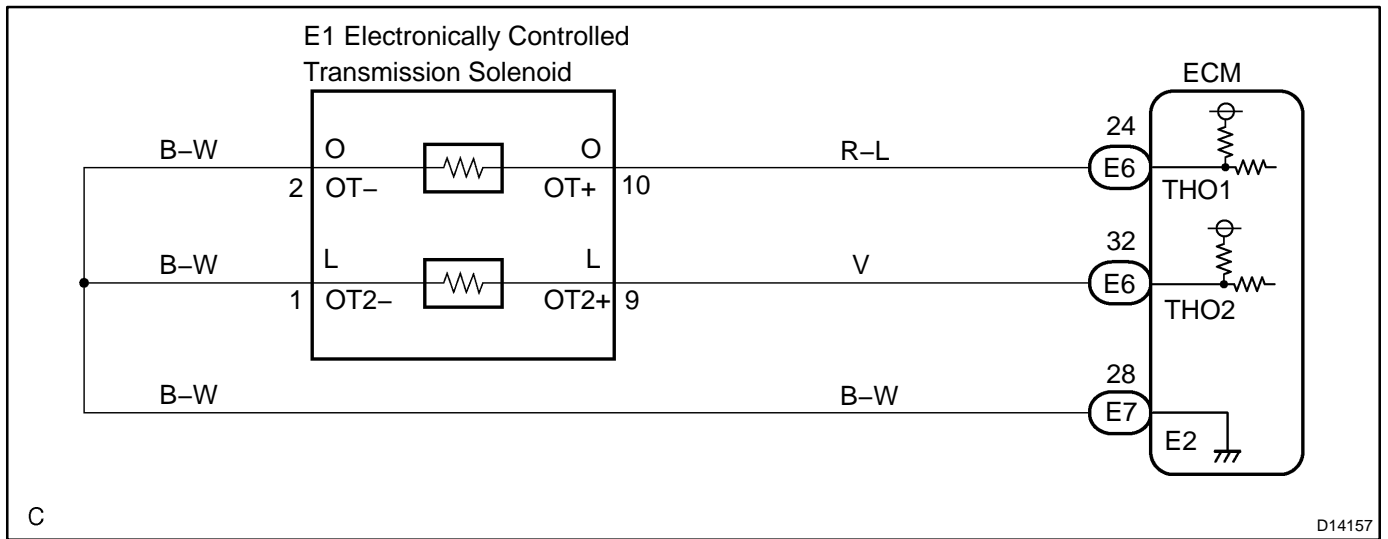 E1 Electronically Controlled
Transmission Solenoid
ECM
B–W
O
O
R–L
24
E6
2
OT–
OT+
10
THO1
B–W
L
L
V
32
E6
1
OT2–
OT2+
9
THO2
B–W
B–W
28
E7
E2
C
D14157